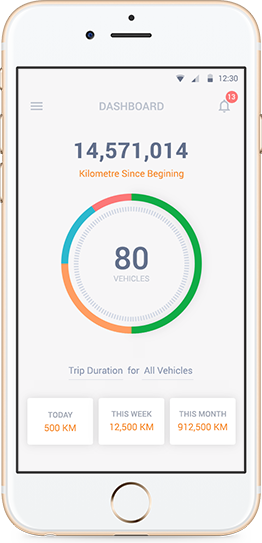 12:30
DASHBOARD
13
14,571,014
Kilometre Since Begining
80
VEHICLES
Trip Duration for All Vehicles
TODAY
500 KM
THIS WEEK
12,500 KM
THIS MONTH
912,500 KM